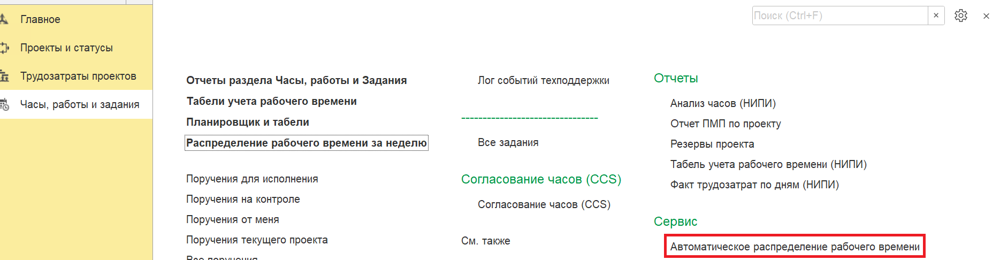 Главное
Проекты и статусы
Трудозатраты проектов
Часы, работы и задания
Поиск (Ctrl+F)
Отчеты раздела Часы, работы и Задания
Табели учета рабочего времени
Планировщик и табели
Распределение рабочего времени за неделю
Поручения для исполнения
Поручения на контроле
Поручения от меня
Поручения текущего проекта
Все поручения
Лог событий техподдержки
--------------------------------
Все задания
Согласование часов (CCS)
Согласование часов (CCS)
См. также
Отчеты
Анализ часов (НИПИ)
Отчет ПМП по проекту
Резервы проекта
Табель учета рабочего времени (НИПИ)
Факт трудозатрат по дням (НИПИ)
Сервис
Автоматическое распределение рабочего времени